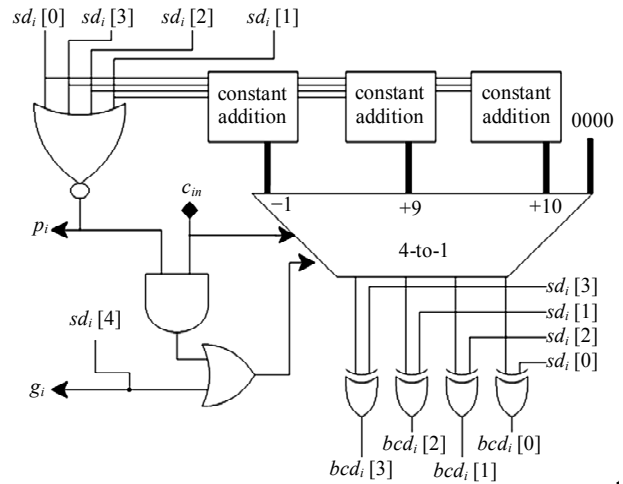 sd_i [0] sd_i [3] sd_i [2] sd_i [1]
constant addition
constant addition
constant addition
0000
c_in
−1
+9
+10
p_i
4-to-1
sd_i [3]
sd_i [1]
sd_i [2]
sd_i [0]
sd_i [4]
g_i
bcd_i [3]
bcd_i [2]
bcd_i [1]
bcd_i [0]